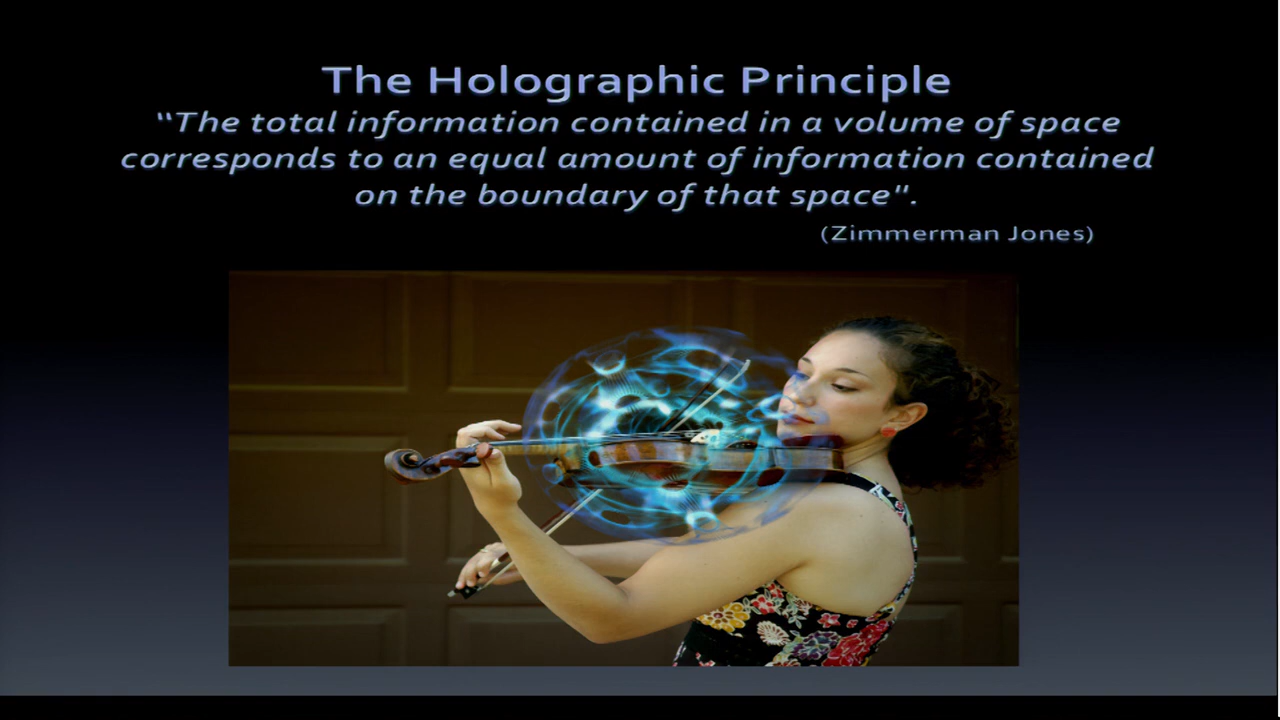 The Holographic Principle
"The total information contained in a volume of space
corresponds to an equal amount of information contained
on the boundary of that space".
(Zimmerman Jones)